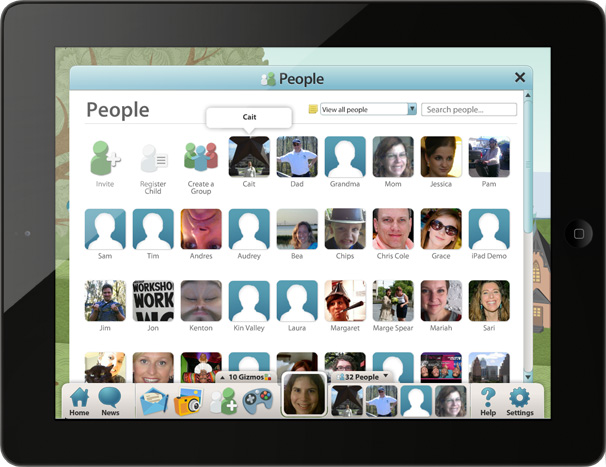 People
People
View all people
Search people...
Cait
Invite
Register
Child
Create a
Group
Cait
Dad
Grandma
Mom
Jessica
Pam
Sam
Tim
Andres
Audrey
Bea
Chips
Chris Cole
Grace
iPad Demo
Jim
Jon
WORKSHOP
WORK
Kenton
Kin Valley
Laura
Margaret
Marge Spear
Mariah
Sari
10 Gizmos
32 People
Home
News
Help
Settings